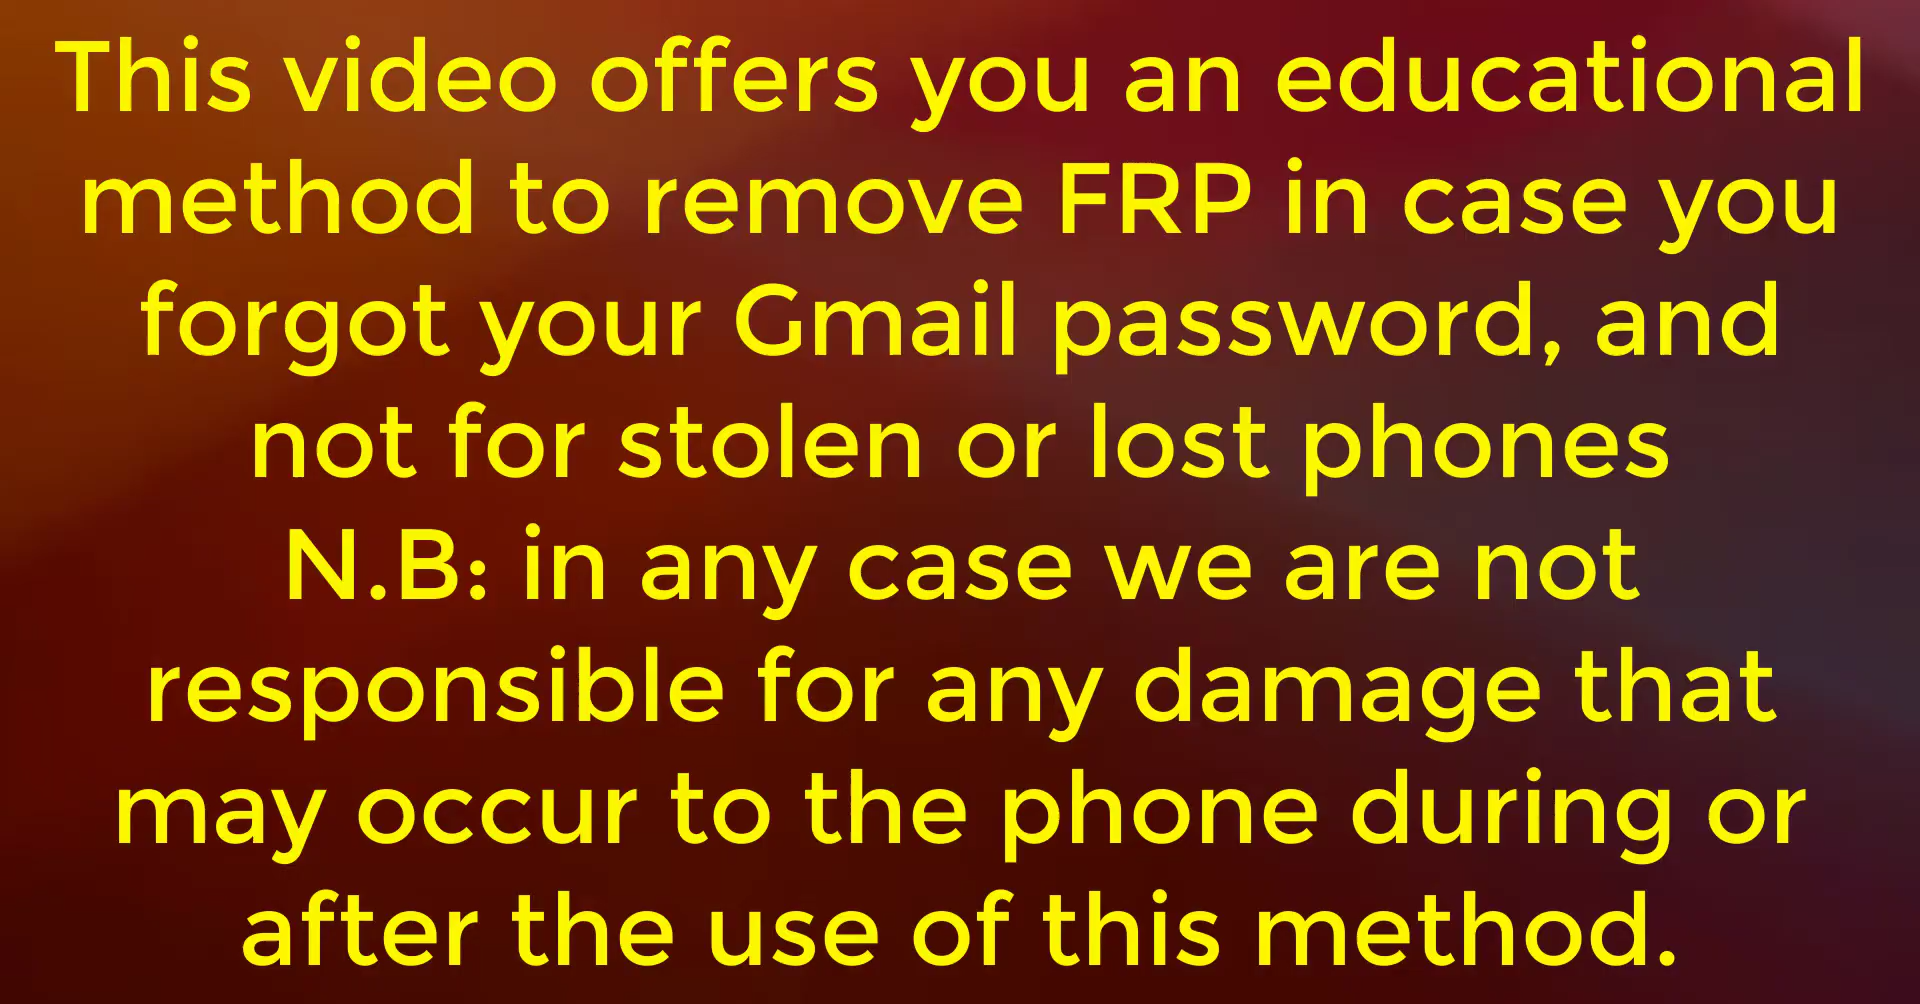 This video offers you an educational
method to remove FRP in case you
forgot your Gmail password, and
not for stolen or lost phones
N.B: in any case we are not
responsible for any damage that
may occur to the phone during or
after the use of this method.